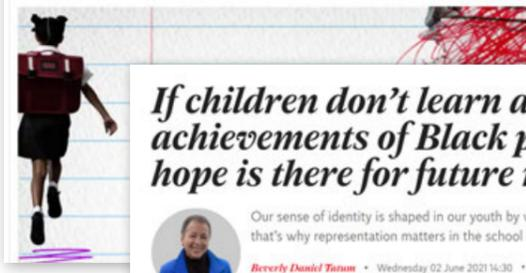 If children don't learn a
achievements of Black p
hope is there for future
Our sense of identity is shaped in our youth by
that's why representation matters in the school
Beverly Daniel Tatum • Wednesday 02 June 2021 14:30 •